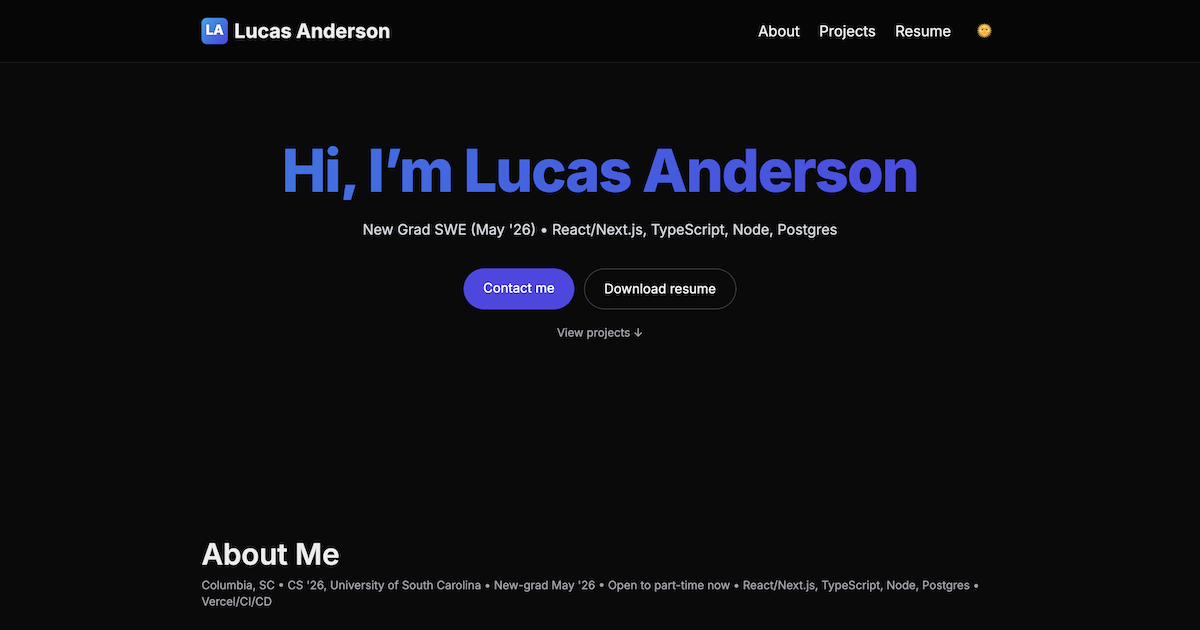 LA Lucas Anderson
About Projects Resume
Hi, I’m Lucas Anderson
New Grad SWE (May '26) • React/Next.js, TypeScript, Node, Postgres
Contact me
Download resume
View projects ↓
About Me
Columbia, SC • CS '26, University of South Carolina • New-grad May '26 • Open to part-time now • React/Next.js, TypeScript, Node, Postgres •
Vercel/CI/CD